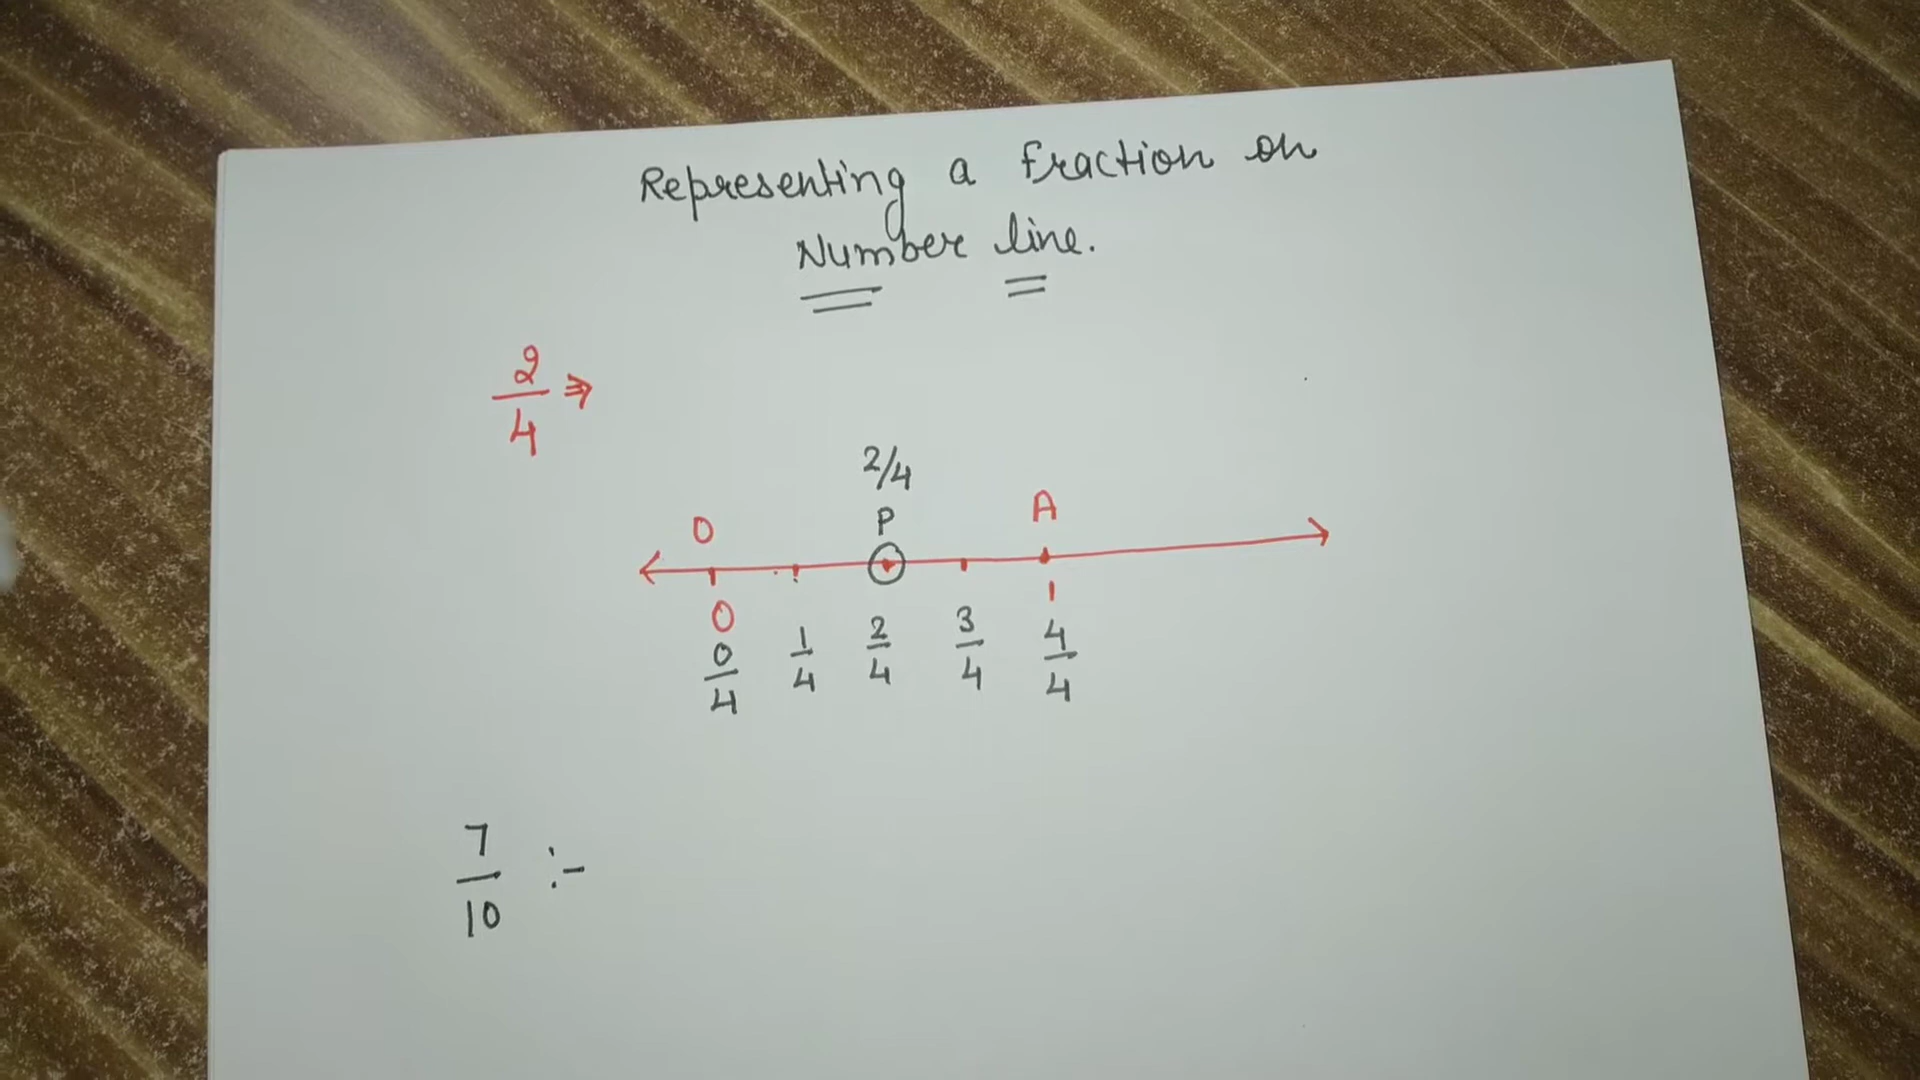 Representing a fraction on
Number line.
2/4 ⇒
2/4
O P A
0 1
0/4 1/4 2/4 3/4 4/4
7/10 :-